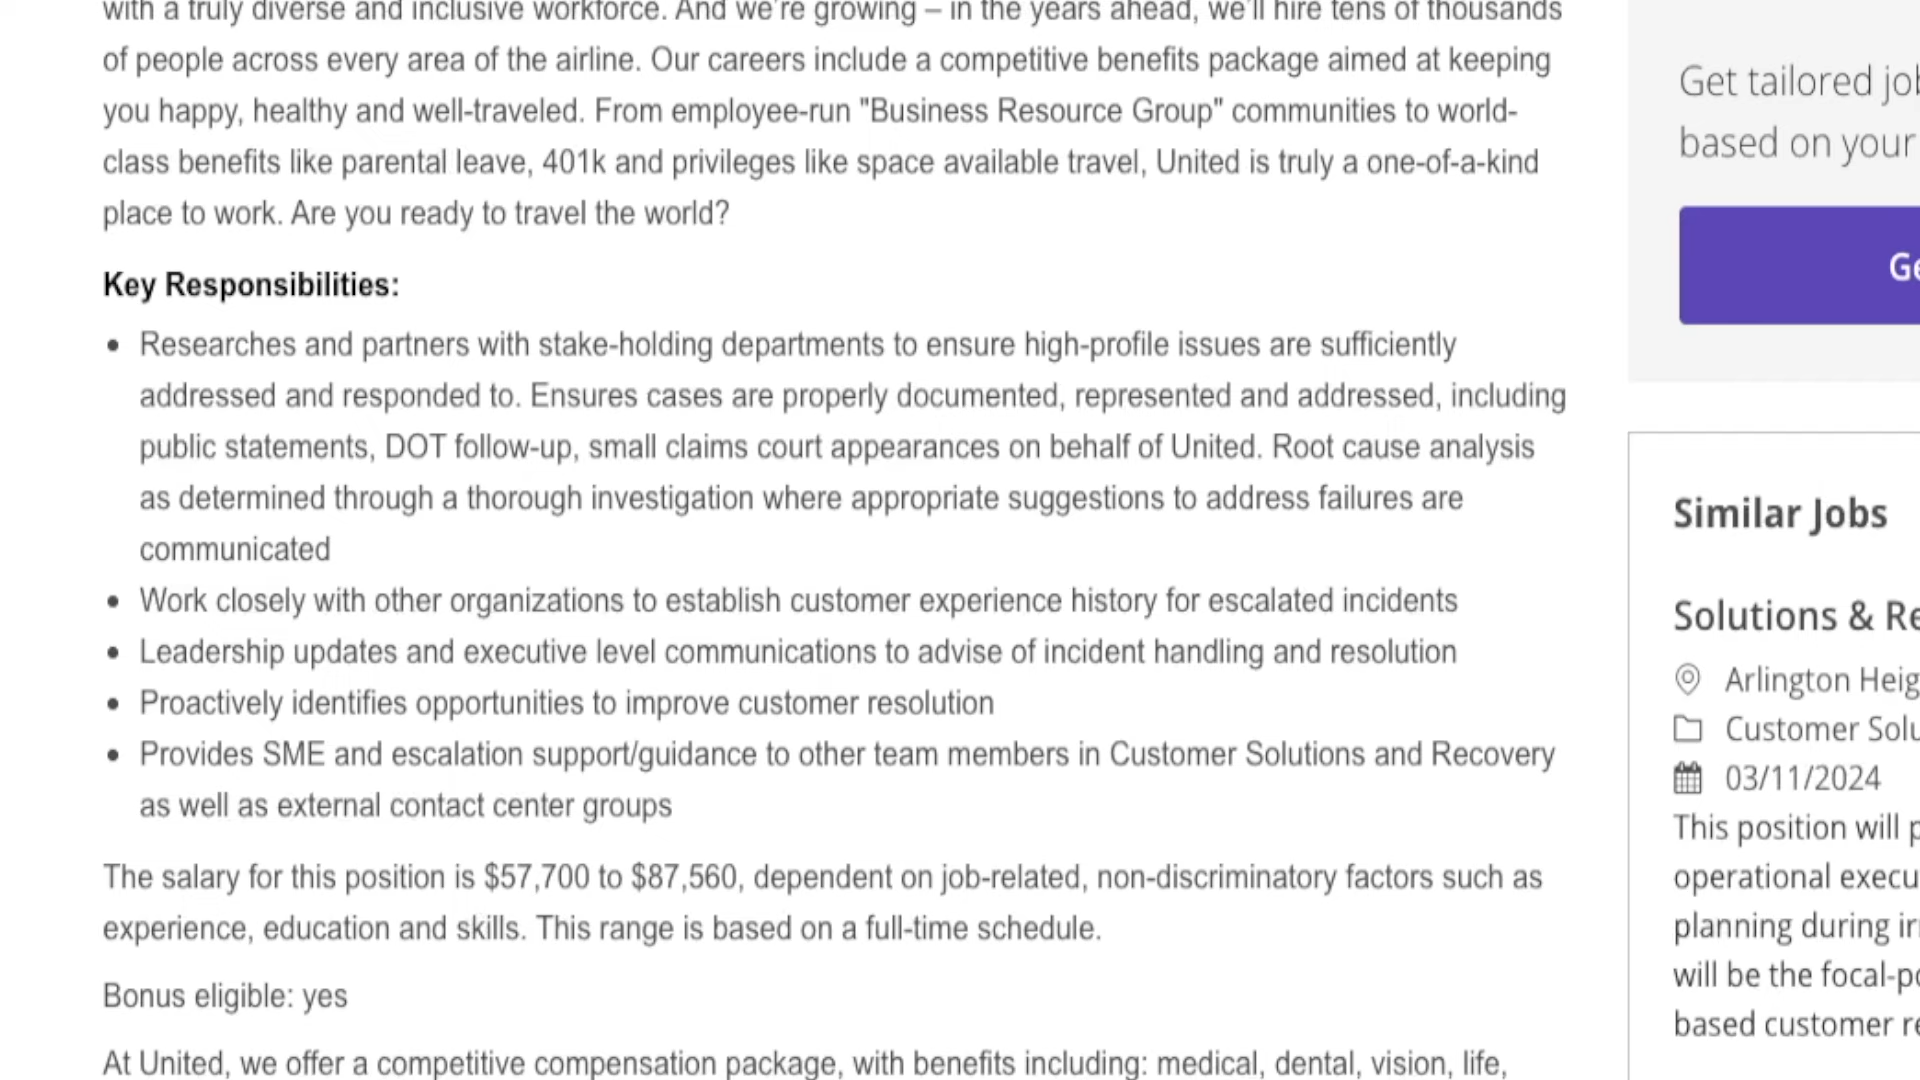 with a truly diverse and inclusive workforce. And we're growing – in the years ahead, we'll hire tens of thousands
of people across every area of the airline. Our careers include a competitive benefits package aimed at keeping
you happy, healthy and well-traveled. From employee-run "Business Resource Group" communities to world-
class benefits like parental leave, 401k and privileges like space available travel, United is truly a one-of-a-kind
place to work. Are you ready to travel the world?
Key Responsibilities:
• Researches and partners with stake-holding departments to ensure high-profile issues are sufficiently
addressed and responded to. Ensures cases are properly documented, represented and addressed, including
public statements, DOT follow-up, small claims court appearances on behalf of United. Root cause analysis
as determined through a thorough investigation where appropriate suggestions to address failures are
communicated
• Work closely with other organizations to establish customer experience history for escalated incidents
• Leadership updates and executive level communications to advise of incident handling and resolution
• Proactively identifies opportunities to improve customer resolution
• Provides SME and escalation support/guidance to other team members in Customer Solutions and Recovery
as well as external contact center groups
The salary for this position is $57,700 to $87,560, dependent on job-related, non-discriminatory factors such as
experience, education and skills. This range is based on a full-time schedule.
Bonus eligible: yes
At United, we offer a competitive compensation package, with benefits including: medical, dental, vision, life,
Get tailored
based on your
Similar Jobs
Solutions &
Arlington
Customer
03/11/2024
This position will
operational
planning during
will be the
based customer